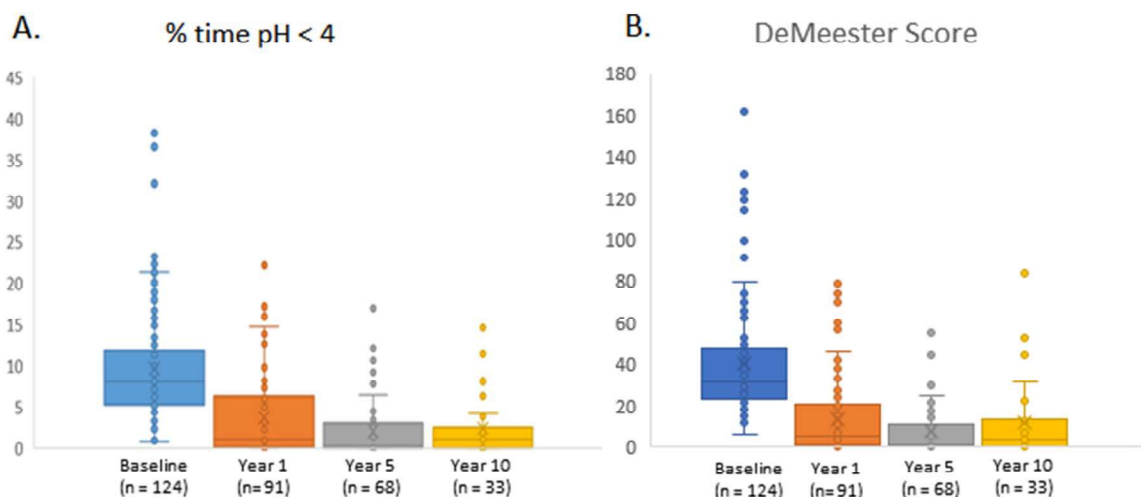 A.
% time pH < 4
45
40
35
30
25
20
15
10
5
0
Baseline
(n = 124)
Year 1
(n= 91)
Year 5
(n = 68)
Year 10
(n = 33)
B.
DeMeester Score
180
160
140
120
100
80
60
40
20
0
Baseline
(n = 124)
Year 1
(n = 91)
Year 5
(n = 68)
Year 10
(n = 33)